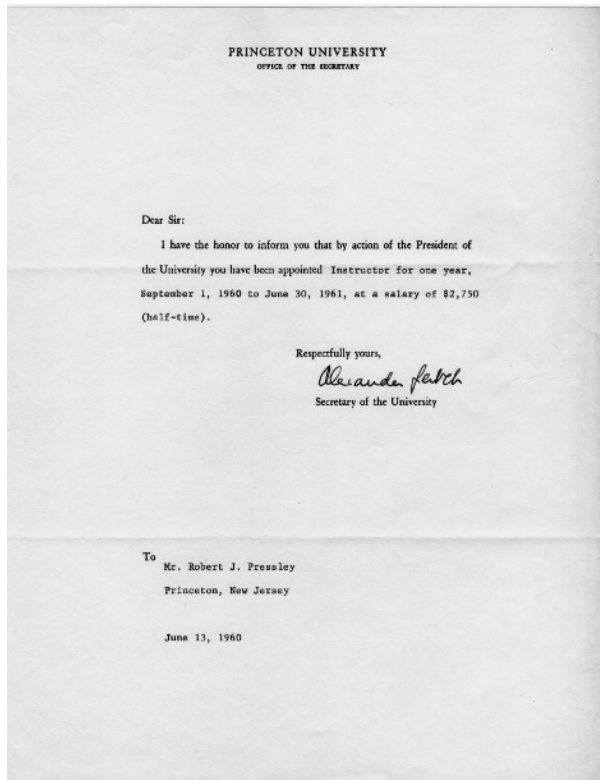 PRINCETON UNIVERSITY
OFFICE OF THE SECRETARY
Dear Sir:
I have the honor to inform you that by action of the President of
the University you have been appointed Instructor for one year,
September 1, 1960 to June 30, 1961, at a salary of $2,750
(half-time).
Respectfully yours,
Alexander
Secretary of the University
To
Mr. Robert J. Pressley
Princeton, New Jersey
June 13, 1960